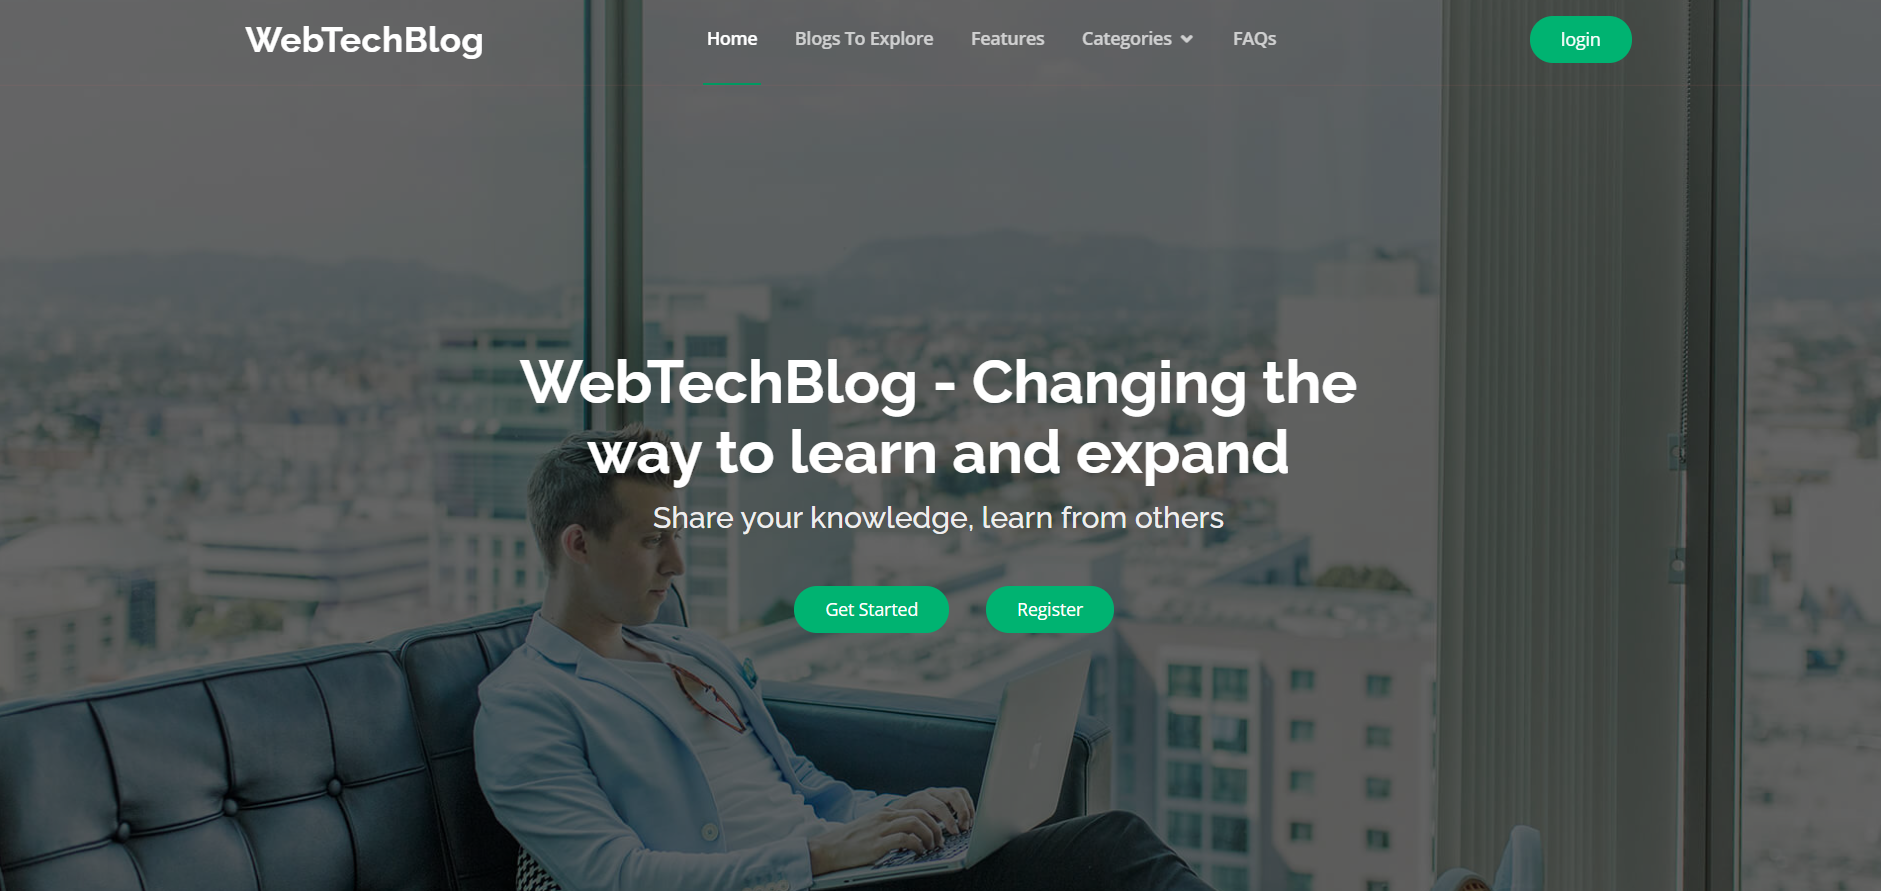 WebTechBlog
Home
Blogs To Explore
Features
Categories
FAQs
login
WebTechBlog - Changing the
way to learn and expand
Share your knowledge, learn from others
Get Started
Register